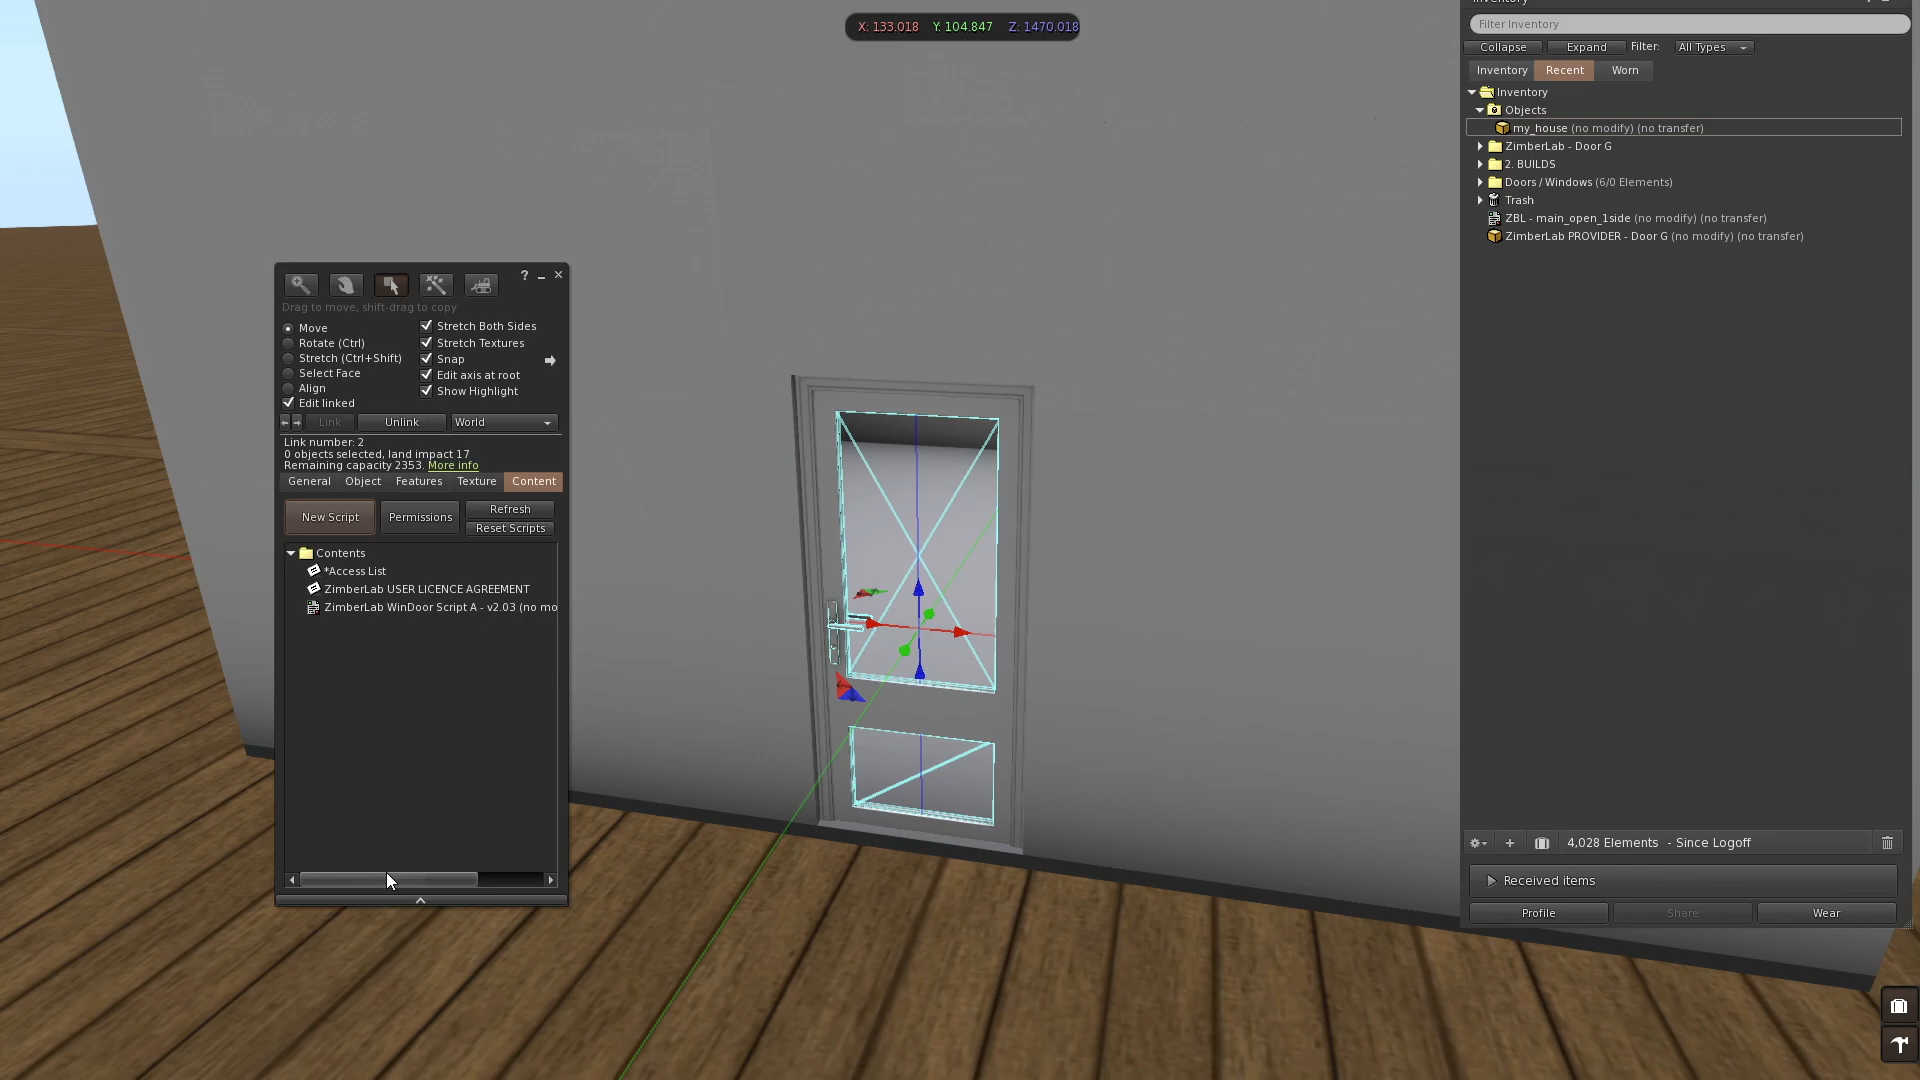 X: 133.018 Y: 104.847 Z: 1470.018
Inventory
Filter Inventory
Collapse Expand Filter: All Types
Inventory Recent Worn
Inventory
Objects
my_house (no modify) (no transfer)
ZimberLab - Door G
2. BUILDS
Doors / Windows (6/0 Elements)
Trash
ZBL - main_open_1side (no modify) (no transfer)
ZimberLab PROVIDER - Door G (no modify) (no transfer)
4,028 Elements - Since Logoff
Received items
Profile Share Wear
?
Drag to move, shift-drag to copy
Move
Rotate (Ctrl)
Stretch (Ctrl+Shift)
Select Face
Align
Edit linked
Stretch Both Sides
Stretch Textures
Snap
Edit axis at root
Show Highlight
Link Unlink World
Link number: 2
0 objects selected, land impact 17
Remaining capacity 2353. More info
General Object Features Texture Content
New Script Permissions Refresh
Reset Scripts
Contents
*Access List
ZimberLab USER LICENCE AGREEMENT
ZimberLab WinDoor Script A - v2.03 (no mo